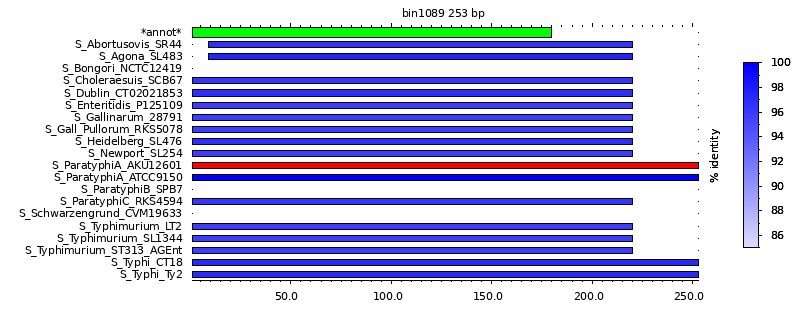 bin1089 253 bp
*annot*
S_Abortusovis_SR44
S_Agona_SL483
S_Bongori_NCTC12419
S_Choleraesuis_SCB67
S_Dublin_CT02021853
S_Enteritidis_P125109
S_Gallinarum_28791
S_Gall_Pullorum_RKS5078
S_Heidelberg_SL476
S_Newport_SL254
S_ParatyphiA_AKU12601
S_ParatyphiA_ATCC9150
S_ParatyphiB_SPB7
S_ParatyphiC_RKS4594
S_Schwarzengrund_CVM19633
S_Typhimurium_LT2
S_Typhimurium_SL1344
S_Typhimurium_ST313_AGEnt
S_Typhi_CT18
S_Typhi_Ty2
50.0 100.0 150.0 200.0 250.0
% identity
100
98
96
94
92
90
88
86